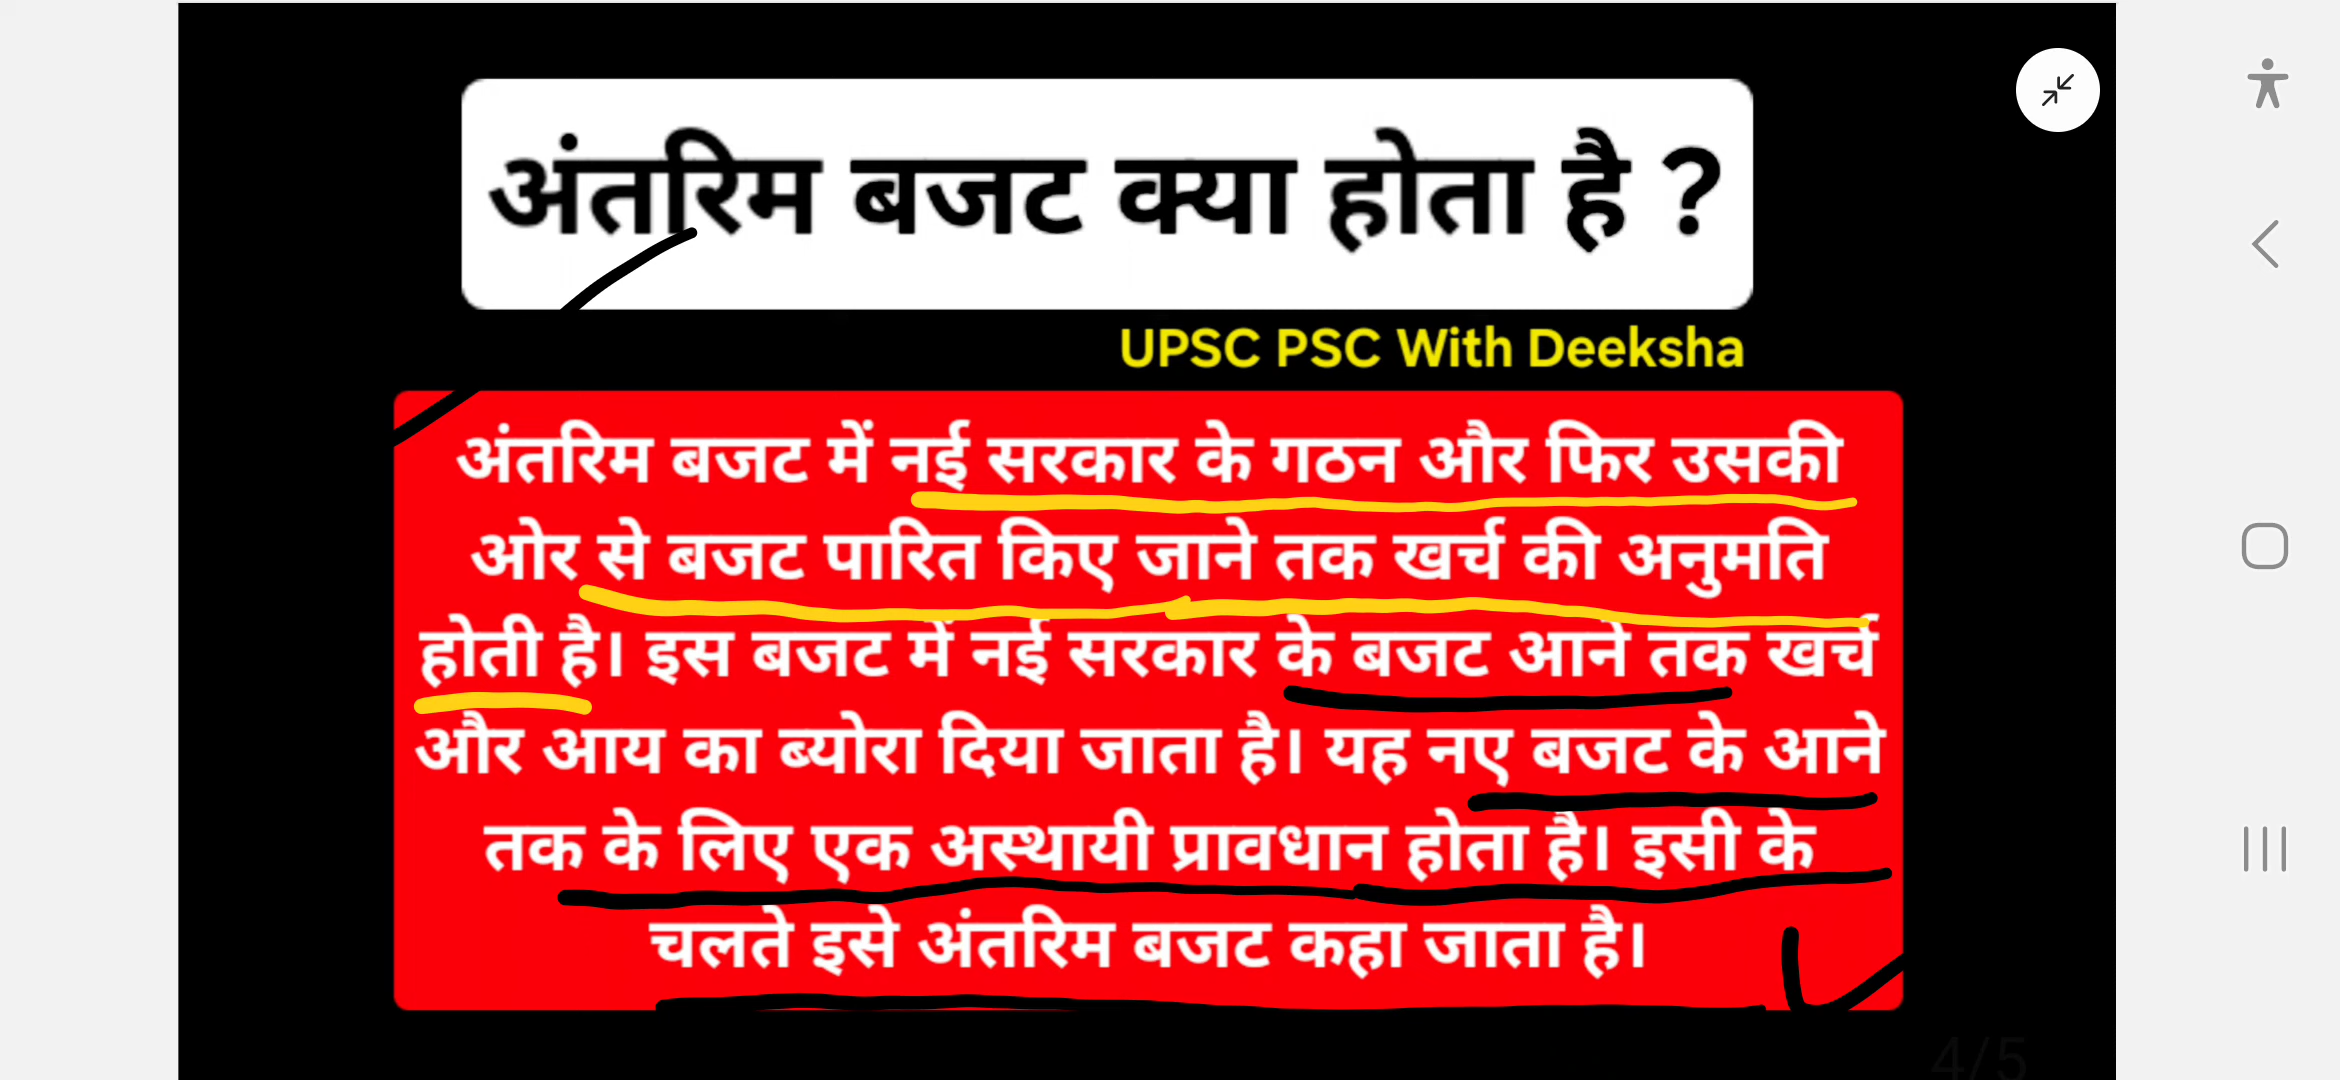 अंतरिम बजट क्या होता है ?
UPSC PSC With Deeksha
अंतरिम बजट में नई सरकार के गठन और फिर उसकी
ओर से बजट पारित किए जाने तक खर्च की अनुमति
होती है। इस बजट में नई सरकार के बजट आने तक खर्च
और आय का ब्योरा दिया जाता है। यह नए बजट के आने
तक के लिए एक अस्थायी प्रावधान होता है। इसी के
चलते इसे अंतरिम बजट कहा जाता है।
4/5